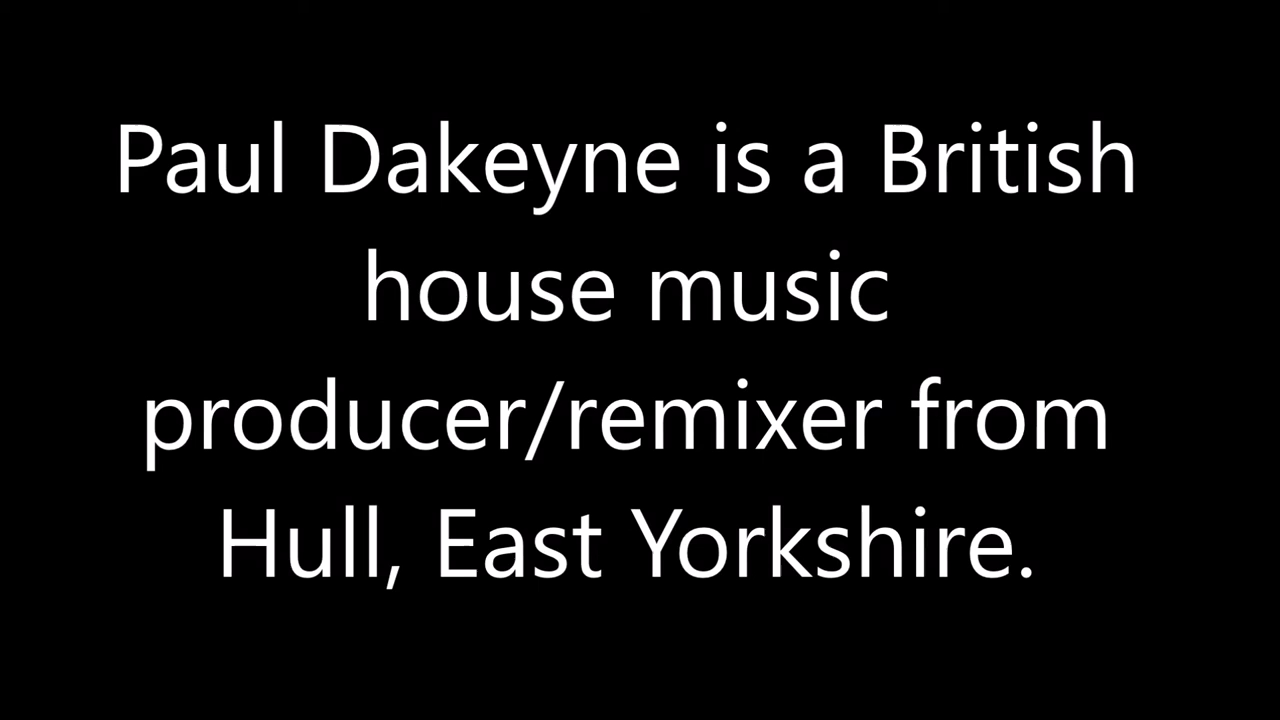 Paul Dakeyne is a British
house music
producer/remixer from
Hull, East Yorkshire.